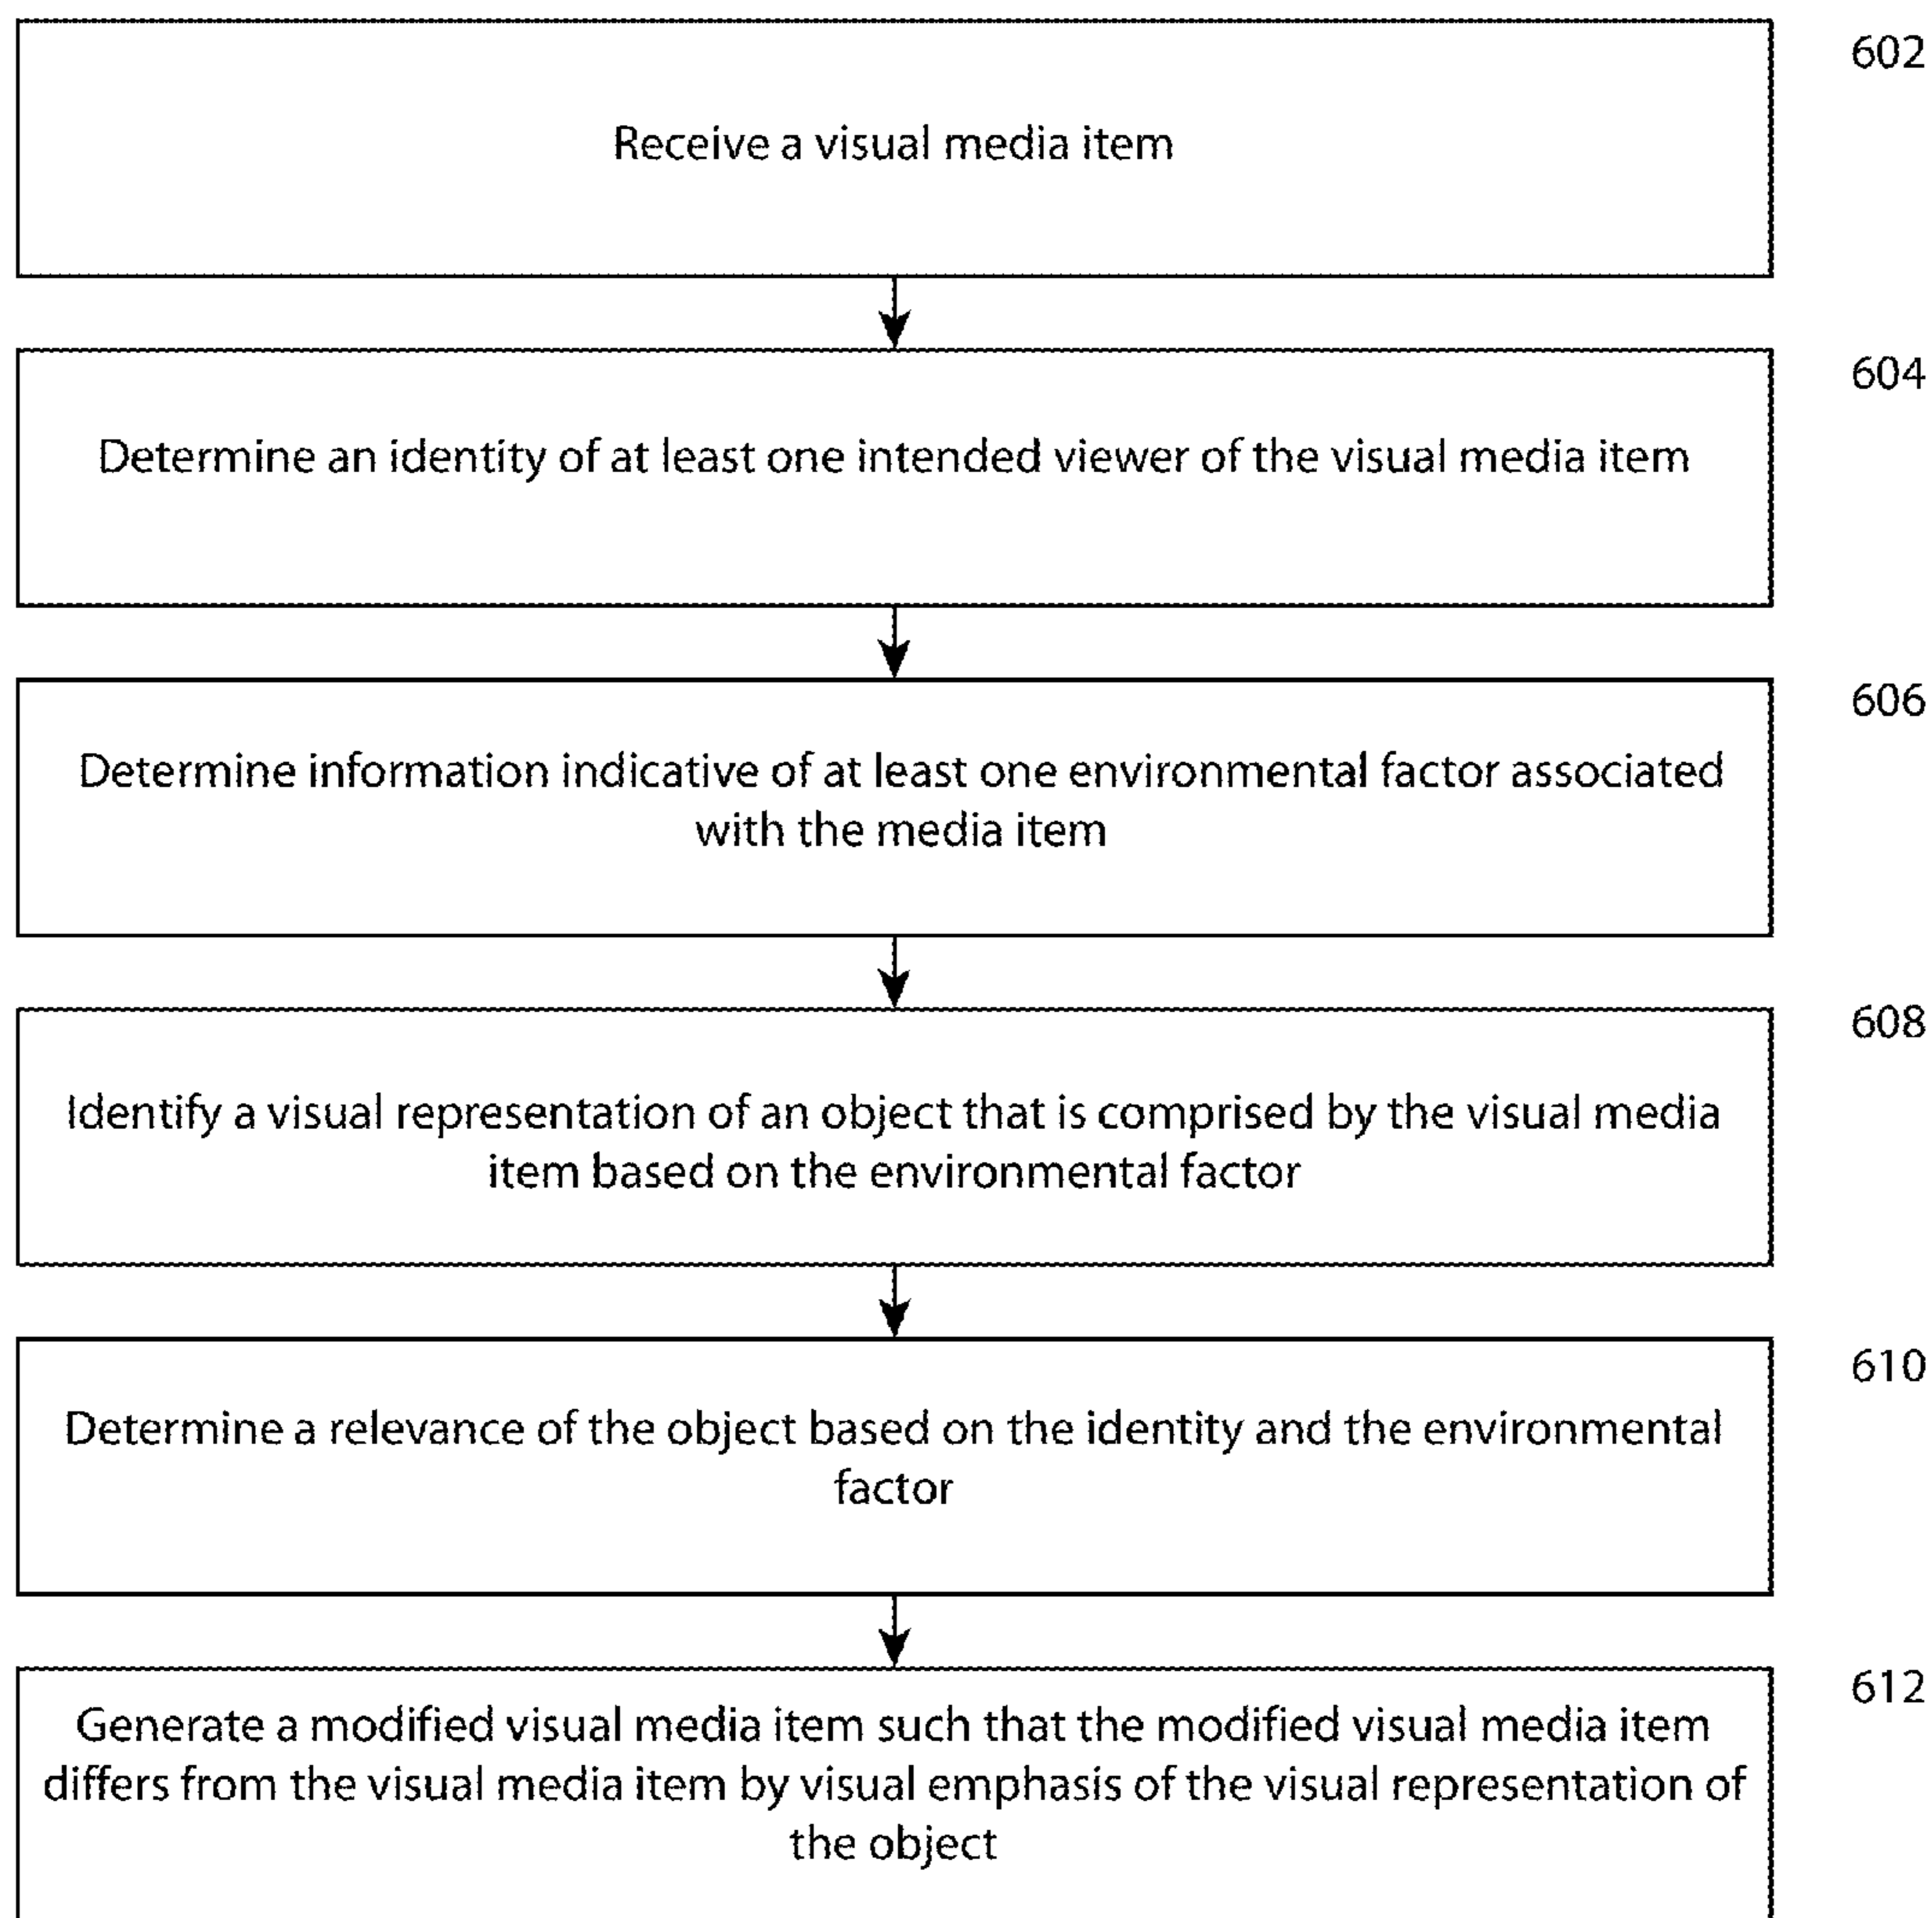 602
Receive a visual media item
604
Determine an identity of at least one intended viewer of the visual media item
606
Determine information indicative of at least one environmental factor associated
with the media item
608
Identify a visual representation of an object that is comprised by the visual media
item based on the environmental factor
610
Determine a relevance of the object based on the identity and the environmental
factor
612
Generate a modified visual media item such that the modified visual media item
differs from the visual media item by visual emphasis of the visual representation of
the object